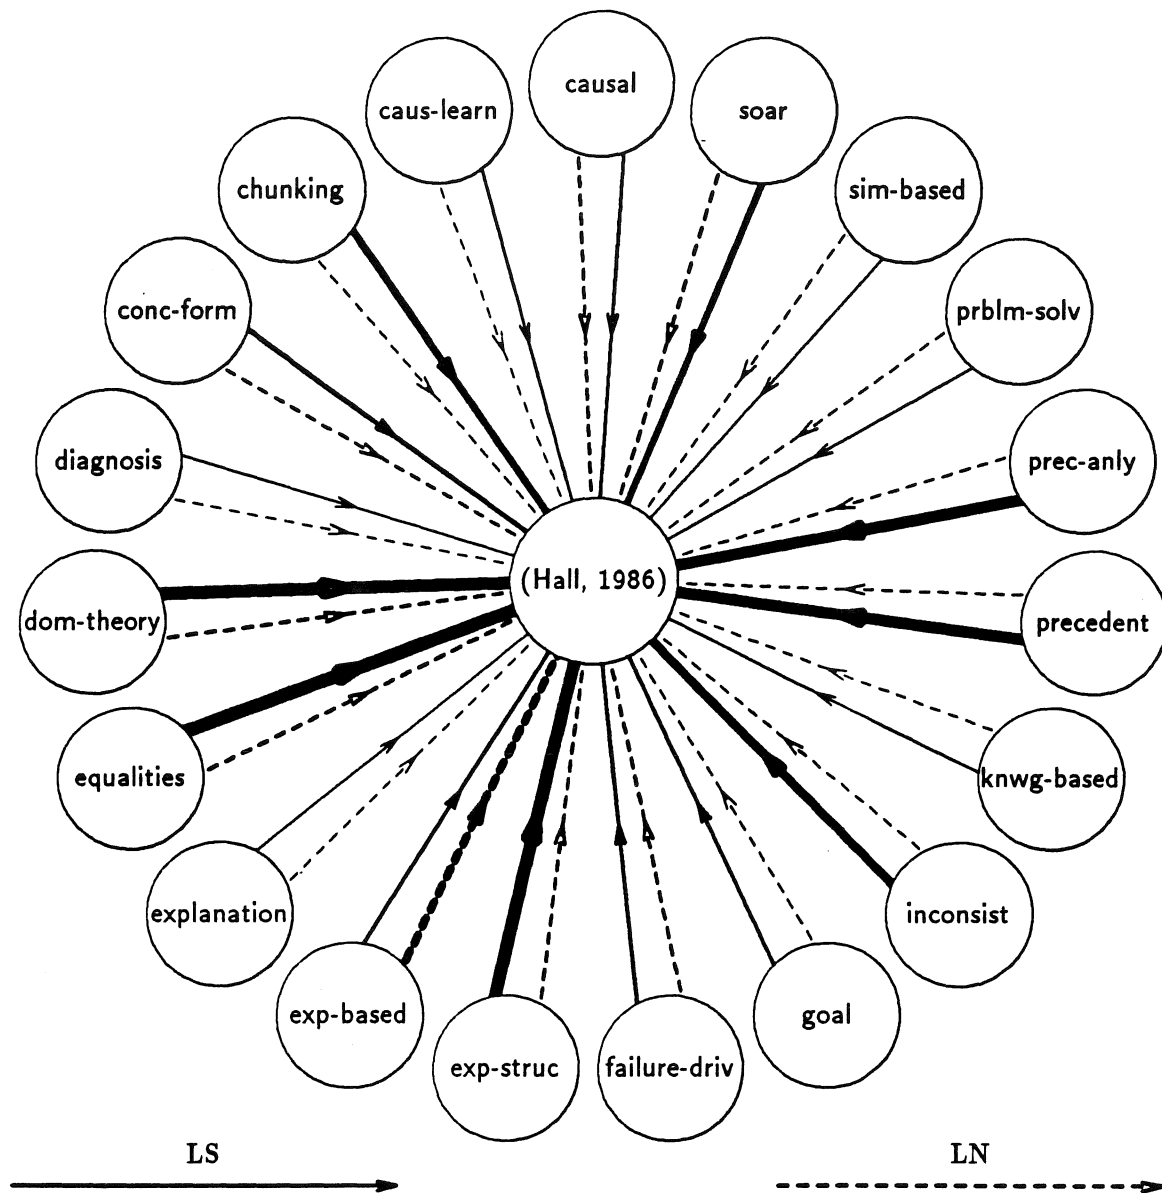 causal
caus-learn
soar
chunking
sim-based
conc-form
prblm-solv
diagnosis
prec-anly
(Hall, 1986)
dom-theory
precedent
equalities
knwg-based
explanation
inconsist
exp-based
goal
exp-struc
failure-driv
LS
LN